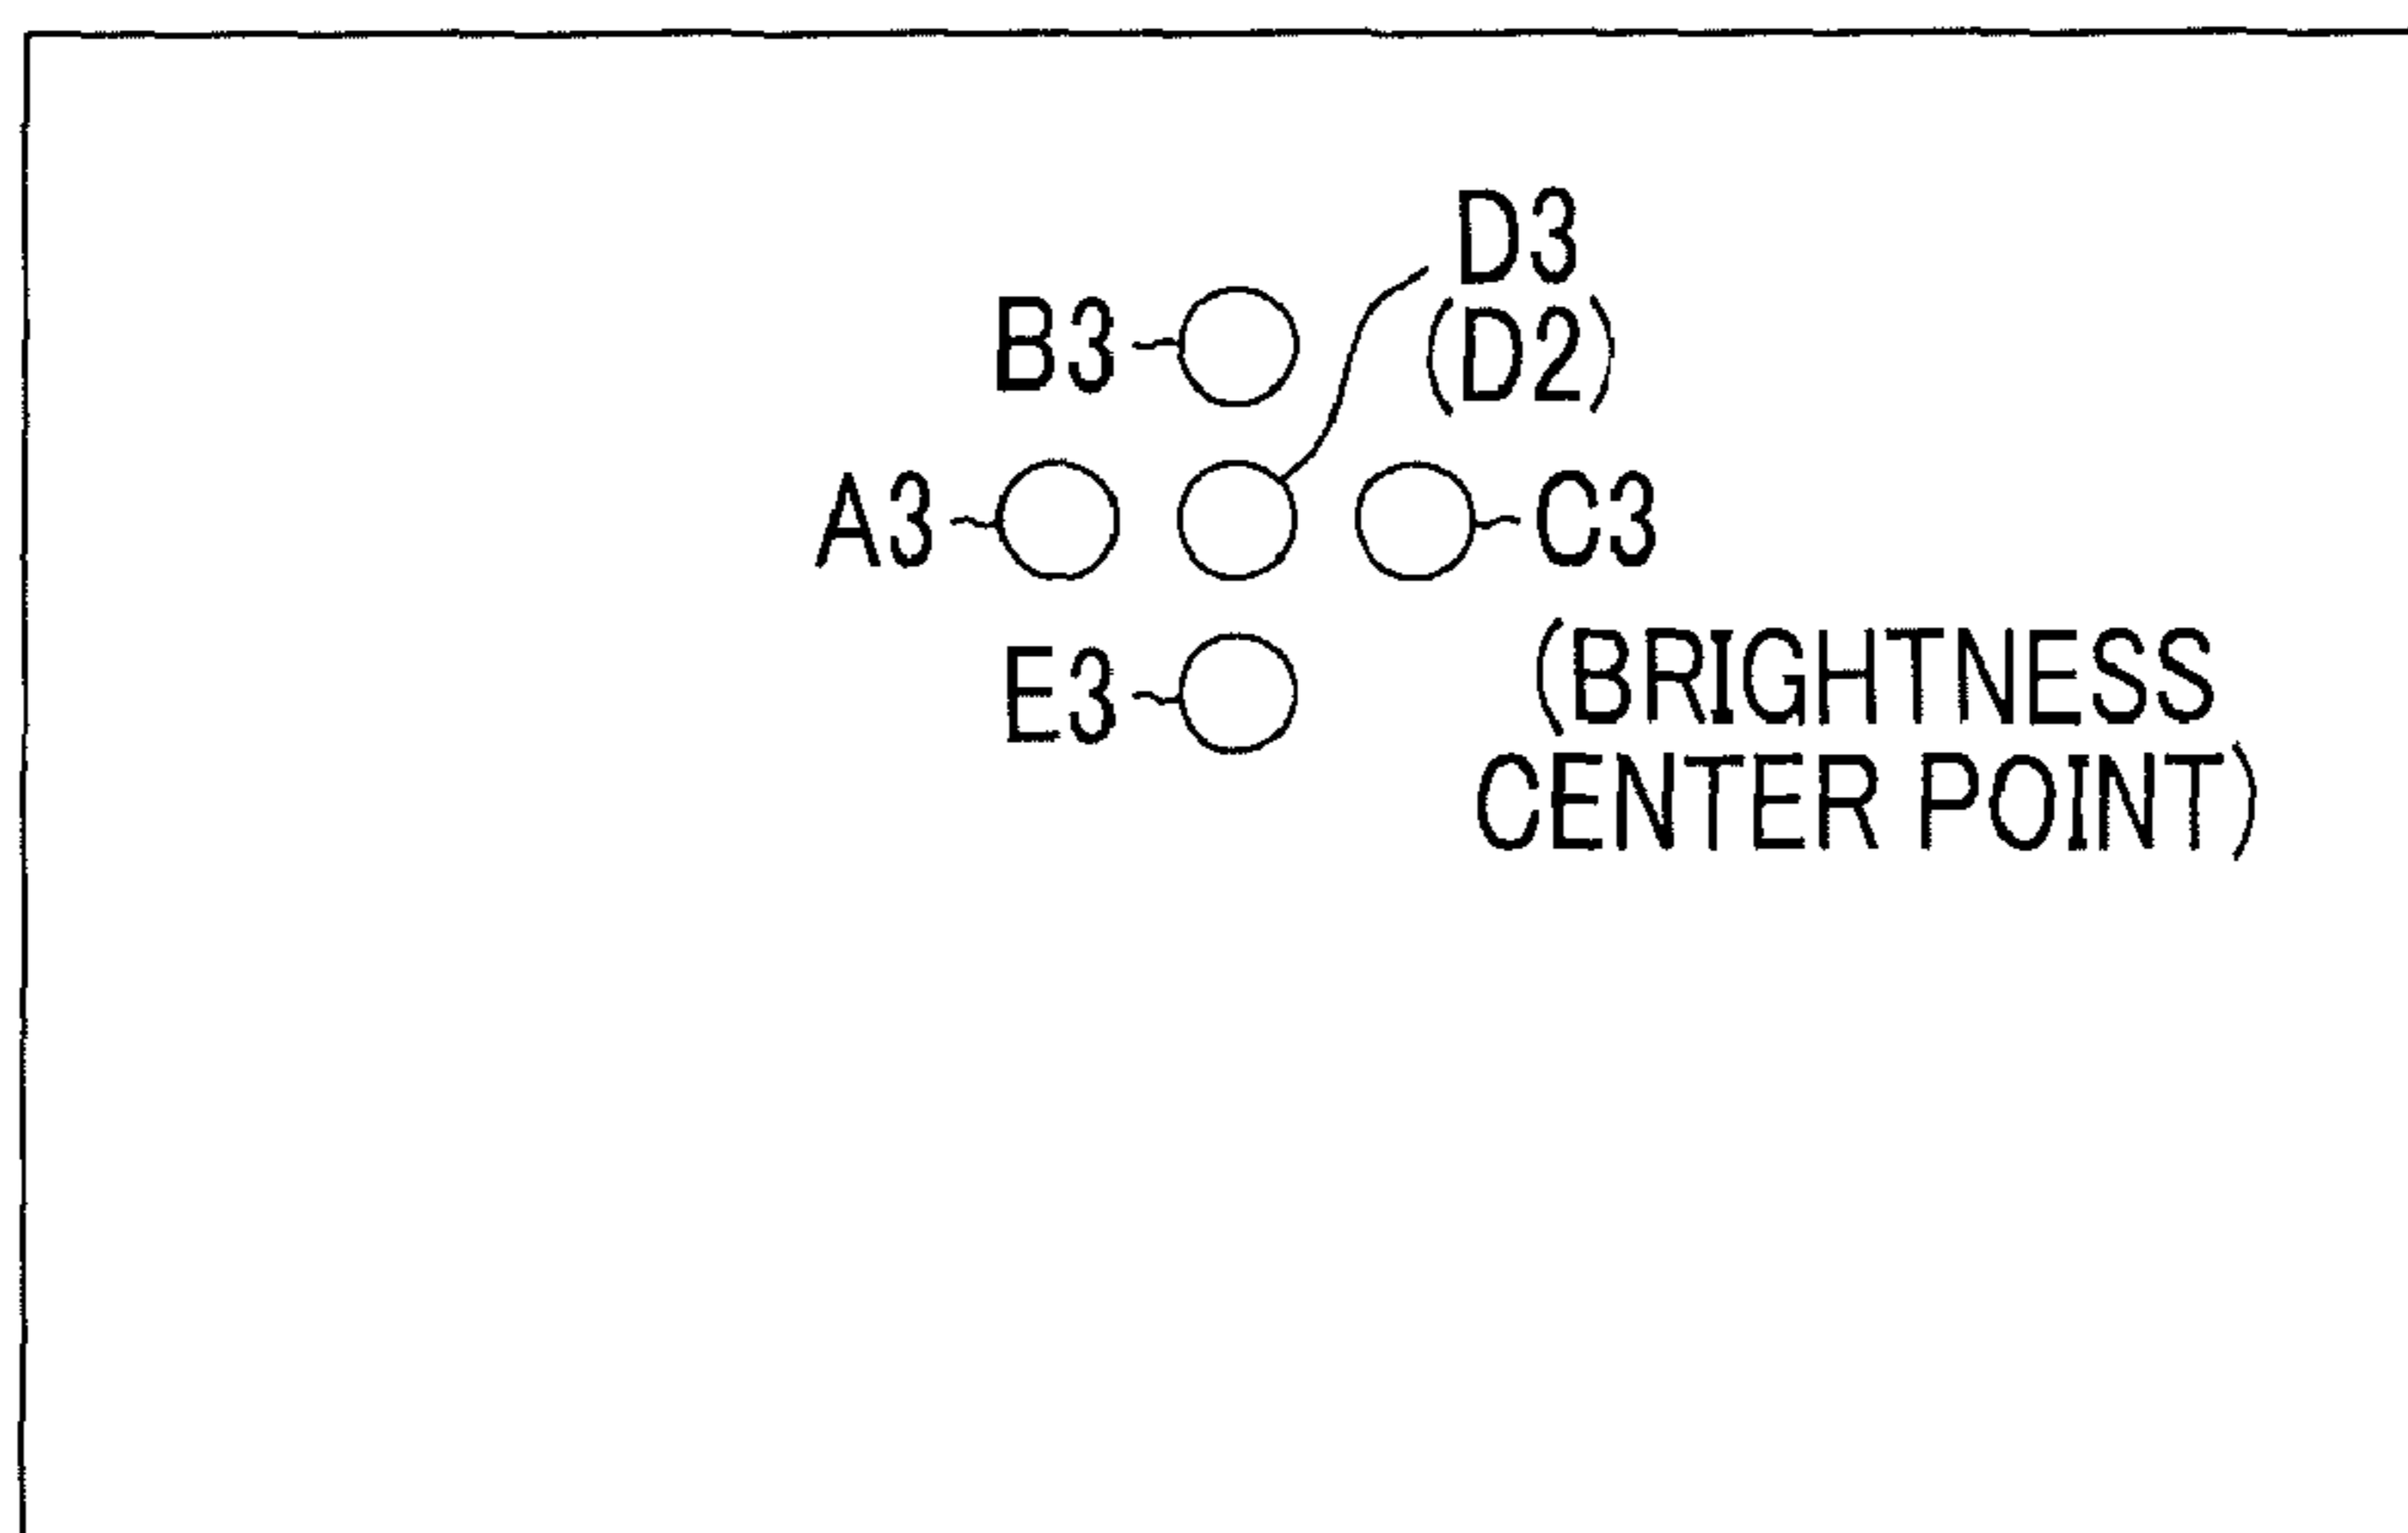 D3
B3
(D2)
A3
C3
E3
(BRIGHTNESS
CENTER POINT)